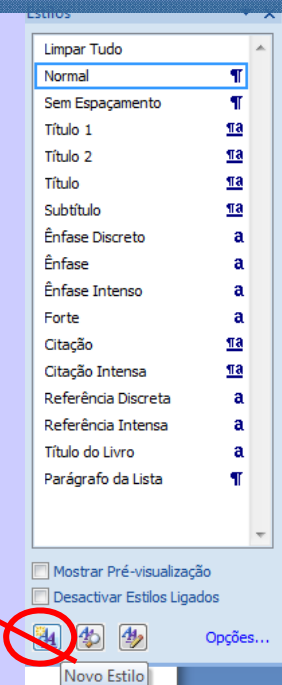 Estilos
Limpar Tudo
Normal ¶
Sem Espaçamento ¶
Título 1 ¶a
Título 2 ¶a
Título ¶a
Subtítulo ¶a
Ênfase Discreto a
Ênfase a
Ênfase Intenso a
Forte a
Citação ¶a
Citação Intensa ¶a
Referência Discreta a
Referência Intensa a
Título do Livro a
Parágrafo da Lista ¶
Mostrar Pré-visualização
Desactivar Estilos Ligados
Opções...
Novo Estilo